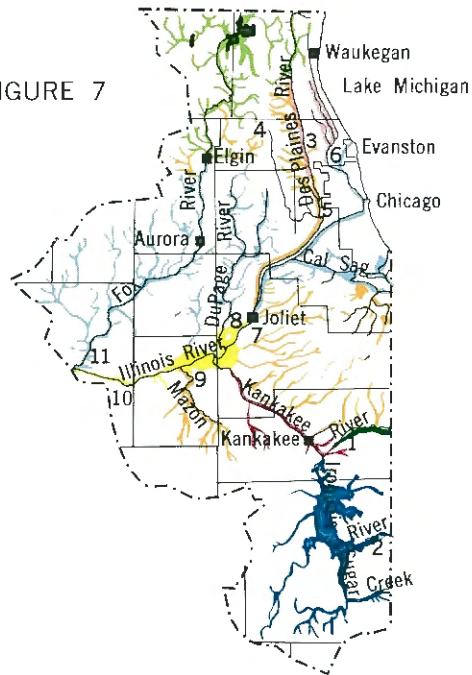 Waukegan
Lake Michigan
IGURE 7
River
Des Plaines
4
3
6
Evanston
Elgin
5
Chicago
River
River
Aurora
Cal Sag
Fox
DuPage
8
Joliet
7
11
Illinois River
9
10
Mazon
Kankakee
River
Kankakee
1
River
2
Sugar
Creek